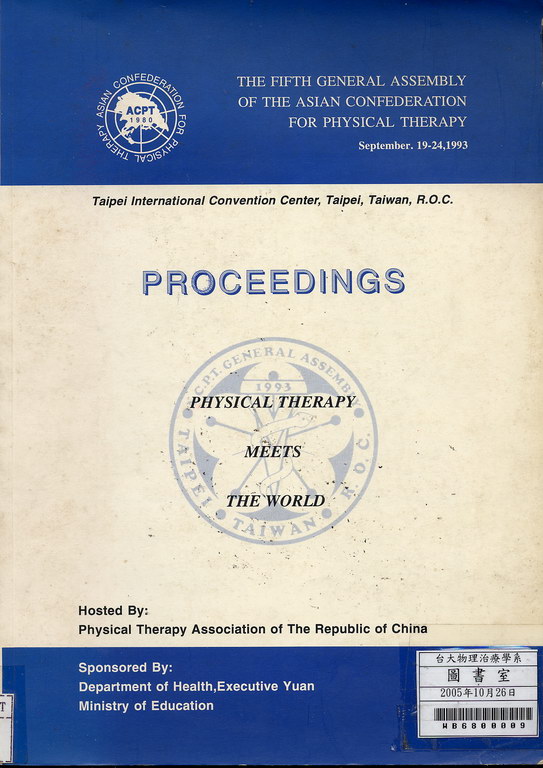 THE FIFTH GENERAL ASSEMBLY
OF THE ASIAN CONFEDERATION
FOR PHYSICAL THERAPY
September. 19-24,1993
ASIAN CONFEDERATION FOR PHYSICAL THERAPY
ACPT
1980
Taipei International Convention Center, Taipei, Taiwan, R.O.C.
PROCEEDINGS
A.C.P.T. GENERAL ASSEMBLY
1993
PHYSICAL THERAPY
MEETS
THE WORLD
TAIPEI TAIWAN R.O.C.
Hosted By:
Physical Therapy Association of The Republic of China
Sponsored By:
Department of Health,Executive Yuan
Ministry of Education
台大物理治療學系
圖書室
2005年10月26日
WB6800009
T